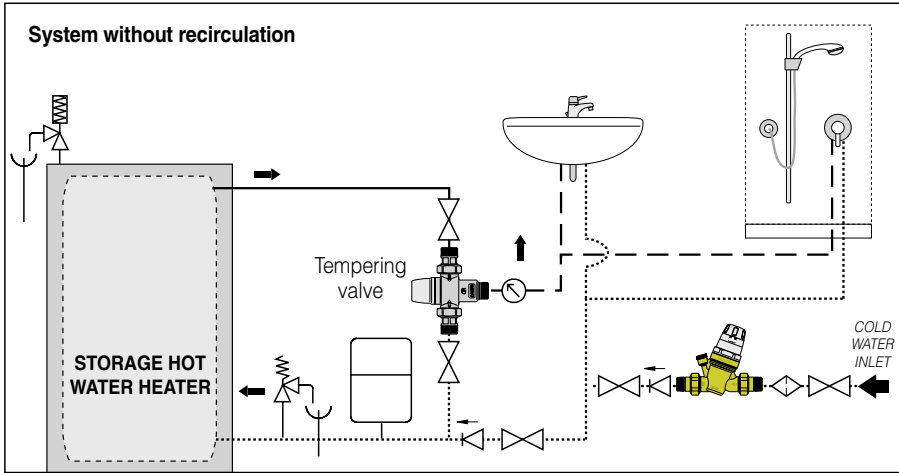 System without recirculation
Tempering
valve
STORAGE HOT
WATER HEATER
COLD
WATER
INLET